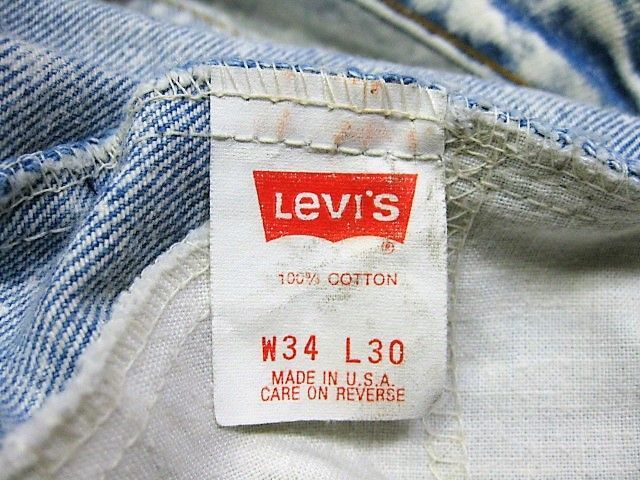 Levi's
®
100% COTTON
W34 L30
MADE IN U.S.A.
CARE ON REVERSE